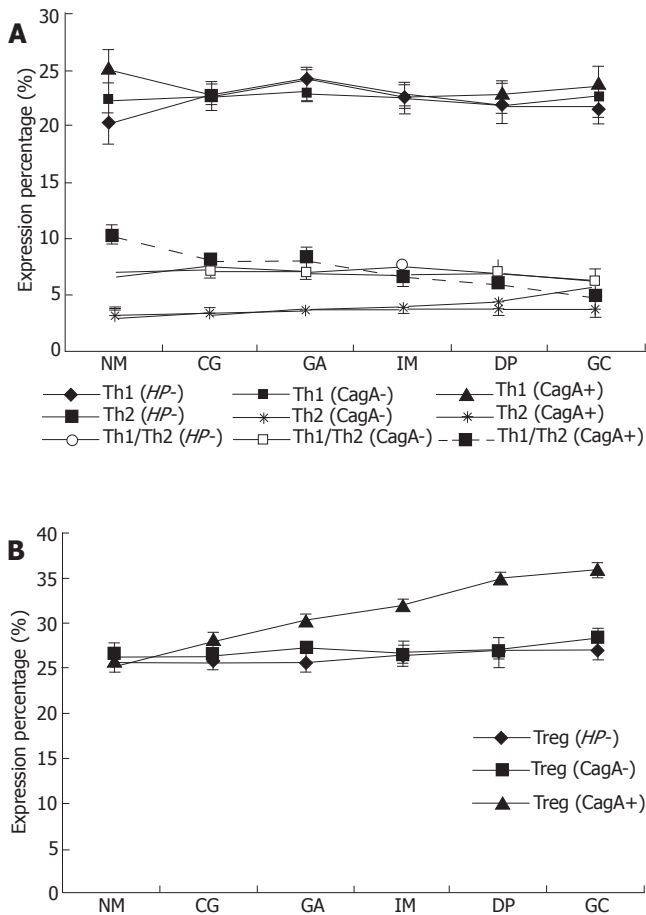 A
Expression percentage (%)
30
25
20
15
10
5
0
NM CG GA IM DP GC
Th1 (HP-) Th1 (CagA-) Th1 (CagA+)
Th2 (HP-) Th2 (CagA-) Th2 (CagA+)
Th1/Th2 (HP-) Th1/Th2 (CagA-) Th1/Th2 (CagA+)
B
Expression percentage (%)
40
35
30
25
20
15
10
5
0
Treg (HP-)
Treg (CagA-)
Treg (CagA+)
NM CG GA IM DP GC